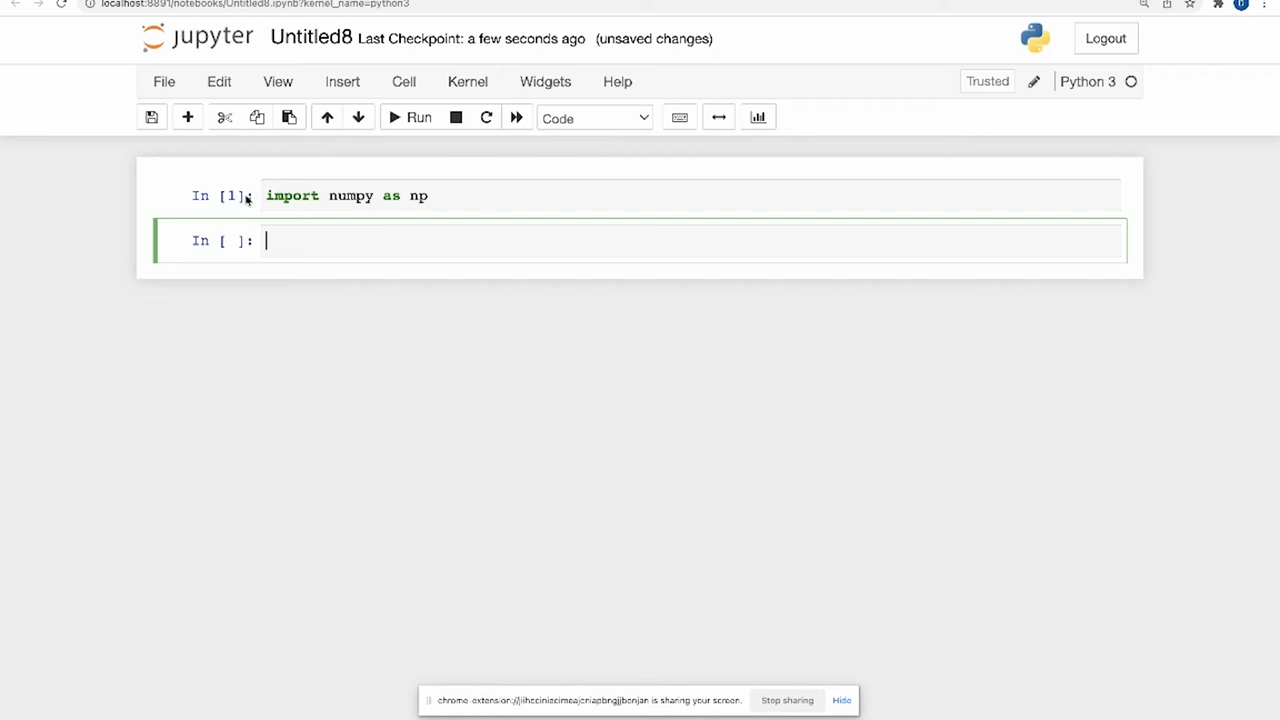 localhost:8891/notebooks/Untitled8.ipynb?kernel_name=python3
jupyter Untitled8 Last Checkpoint: a few seconds ago (unsaved changes) Logout
File Edit View Insert Cell Kernel Widgets Help Trusted Python 3
Run Code
In [1]: import numpy as np
In [ ]:
is sharing your screen. Stop sharing Hide